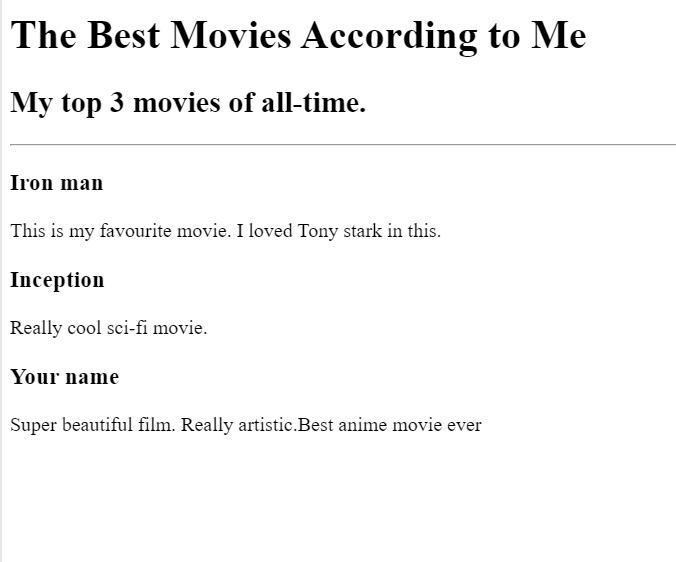 The Best Movies According to Me
My top 3 movies of all-time.
Iron man
This is my favourite movie. I loved Tony stark in this.
Inception
Really cool sci-fi movie.
Your name
Super beautiful film. Really artistic.Best anime movie ever